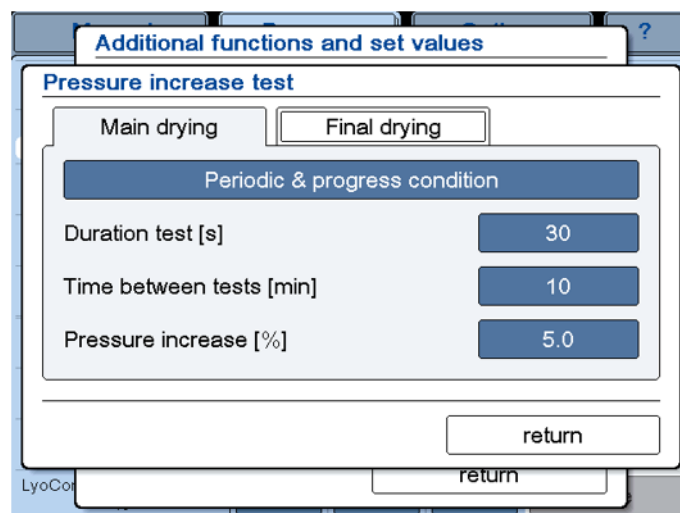 ?
Additional functions and set values
Pressure increase test
Main drying
Final drying
Periodic & progress condition
Duration test [s]
30
Time between tests [min]
10
Pressure increase [%]
5.0
return
return